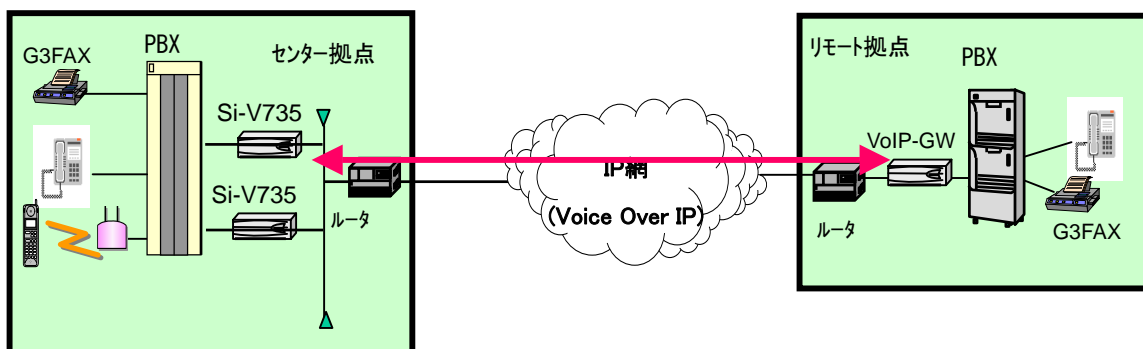 センター拠点
PBX
G3FAX
Si-V735
Si-V735
ルータ
IP網
(Voice Over IP)
リモート拠点
PBX
VoIP-GW
ルータ
G3FAX